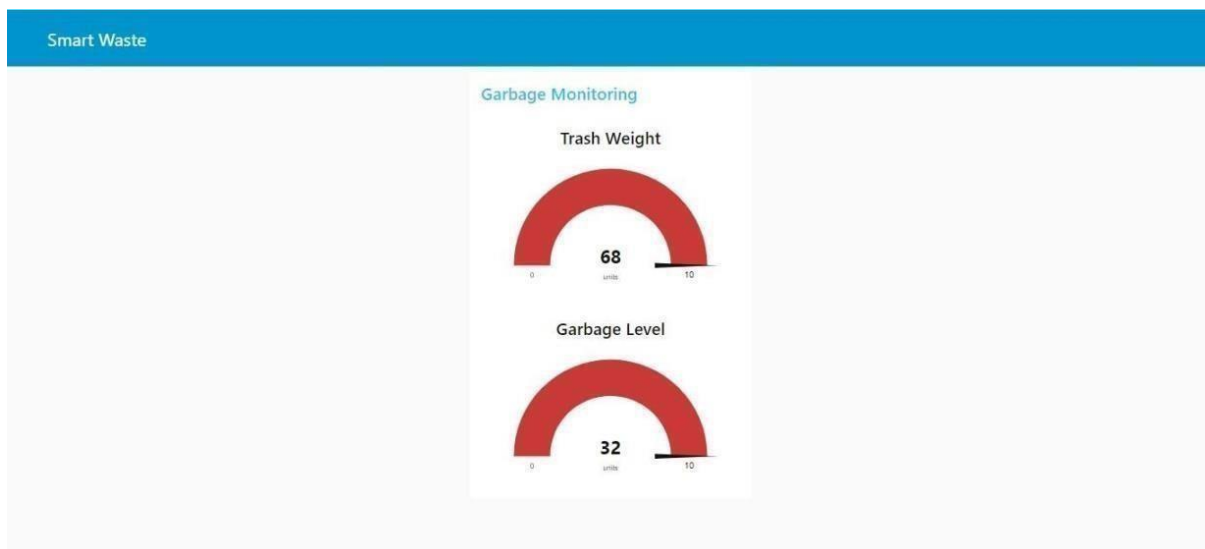 Smart Waste
Garbage Monitoring
Trash Weight
68
units
0
10
Garbage Level
32
units
0
10